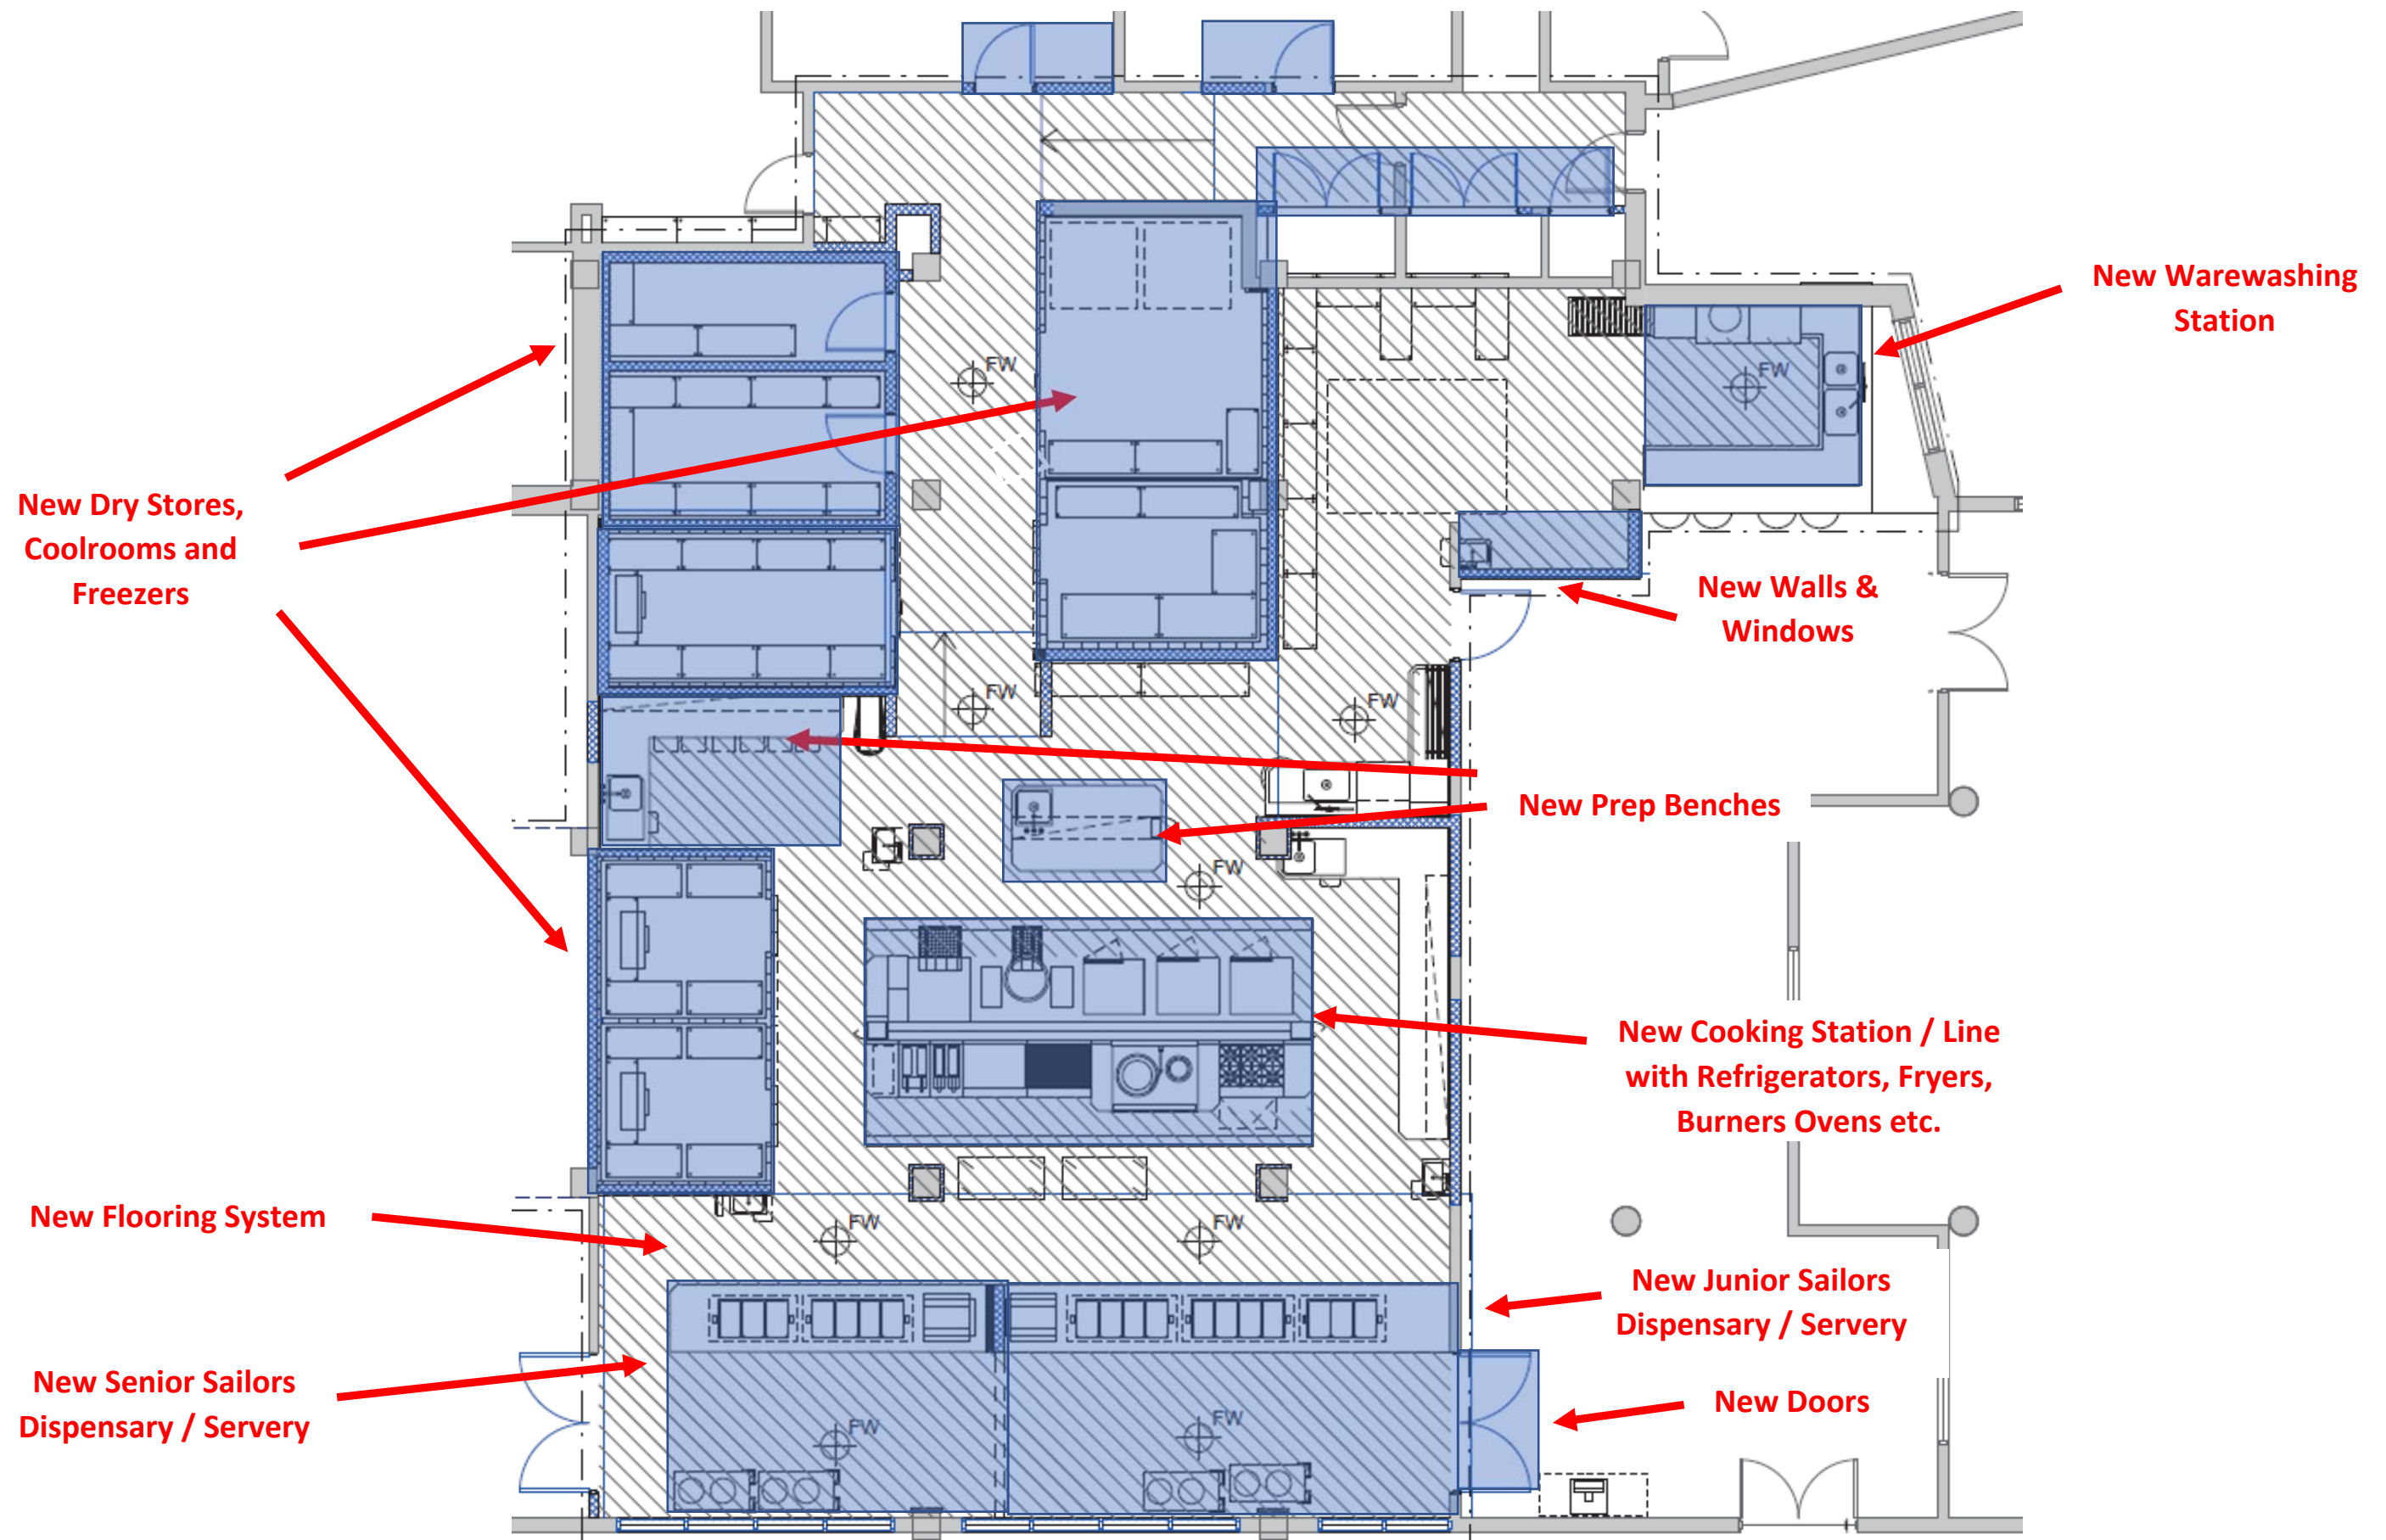 FW
New Warewashing
Station
FW
FW
New Dry Stores,
Coolrooms and
Freezers
New Walls &
Windows
FW
FW
New Prep Benches
FW
New Cooking Station / Line
with Refrigerators, Fryers,
Burners Ovens etc.
New Flooring System
FW
FW
New Junior Sailors
Dispensary / Servery
New Senior Sailors
Dispensary / Servery
New Doors
FW
FW